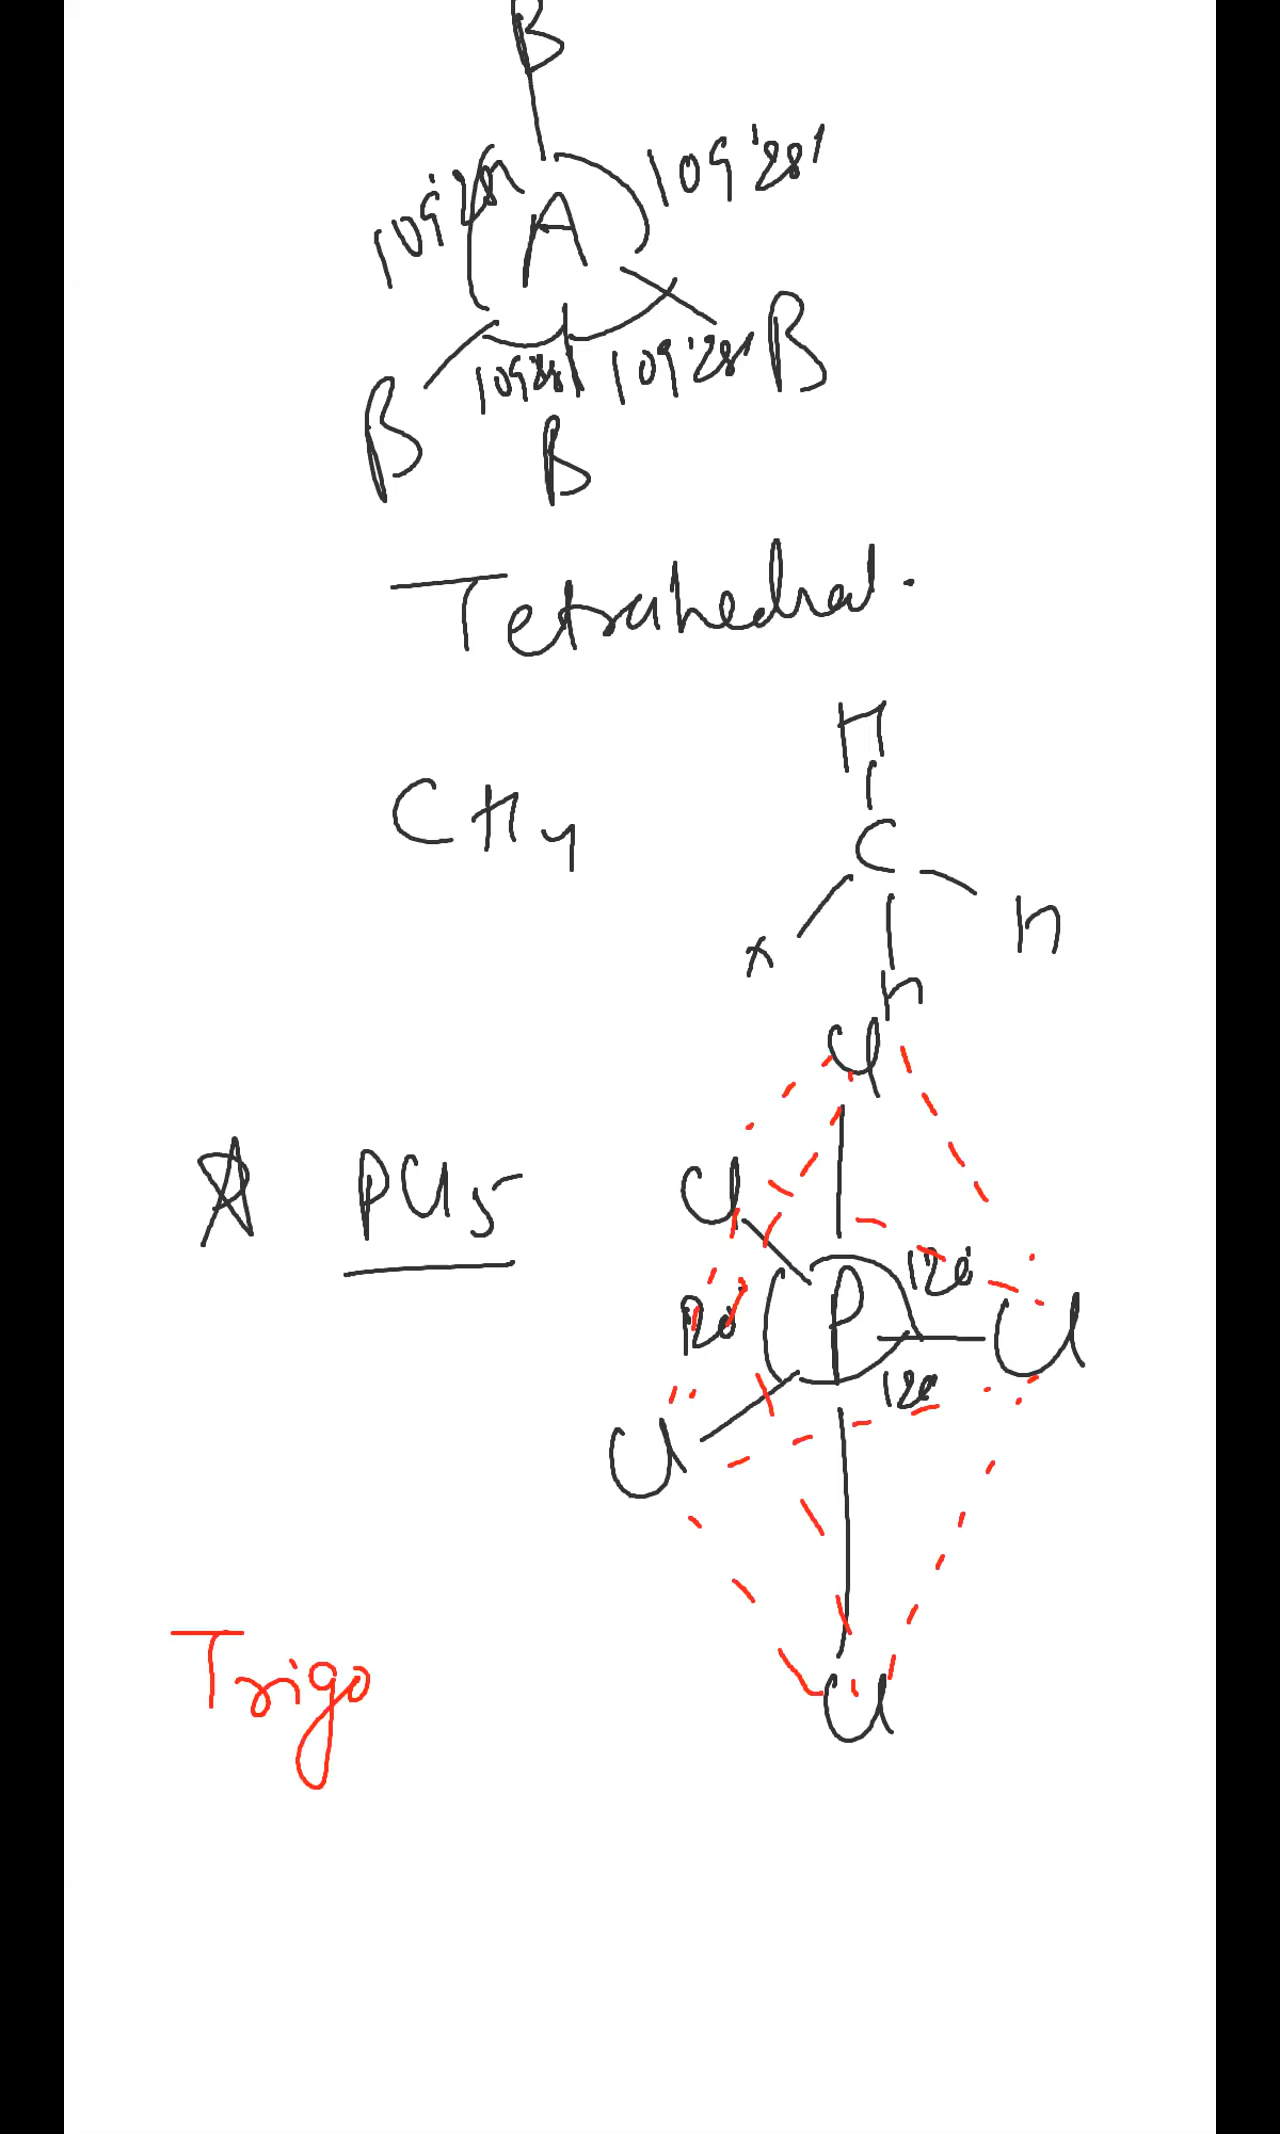 B
109°28' 109°28'
A
109°28' 109°28' B
B B
Tetrahedral.
H
CH4 C
x H
H
Cl
☆ PCl5 Cl
120°
120° P Cl
120°
Cl
Trigo
Cl